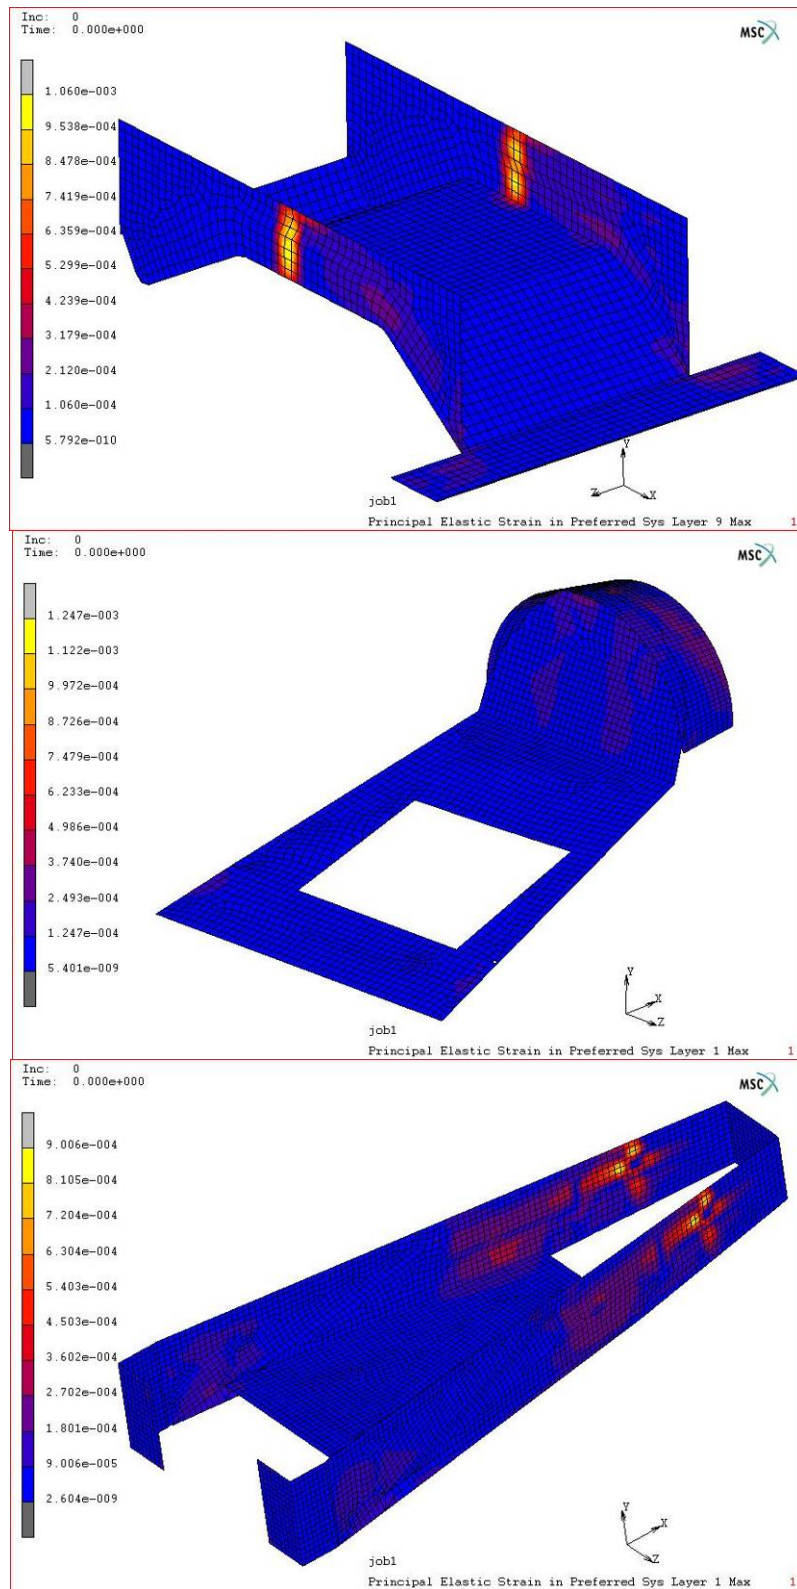 Inc: 0
Time: 0.000e+000
MSC
1.060e-003
9.538e-004
8.478e-004
7.419e-004
6.359e-004
5.299e-004
4.239e-004
3.179e-004
2.120e-004
1.060e-004
5.792e-010
Y
Z X
job1
Principal Elastic Strain in Preferred Sys Layer 9 Max 1
Inc: 0
Time: 0.000e+000
MSC
1.247e-003
1.122e-003
9.972e-004
8.726e-004
7.479e-004
6.233e-004
4.986e-004
3.740e-004
2.493e-004
1.247e-004
5.401e-009
Y
X
Z
job1
Principal Elastic Strain in Preferred Sys Layer 1 Max 1
Inc: 0
Time: 0.000e+000
MSC
9.006e-004
8.105e-004
7.204e-004
6.304e-004
5.403e-004
4.503e-004
3.602e-004
2.702e-004
1.801e-004
9.006e-005
2.604e-009
Y
X
Z
job1
Principal Elastic Strain in Preferred Sys Layer 1 Max 1